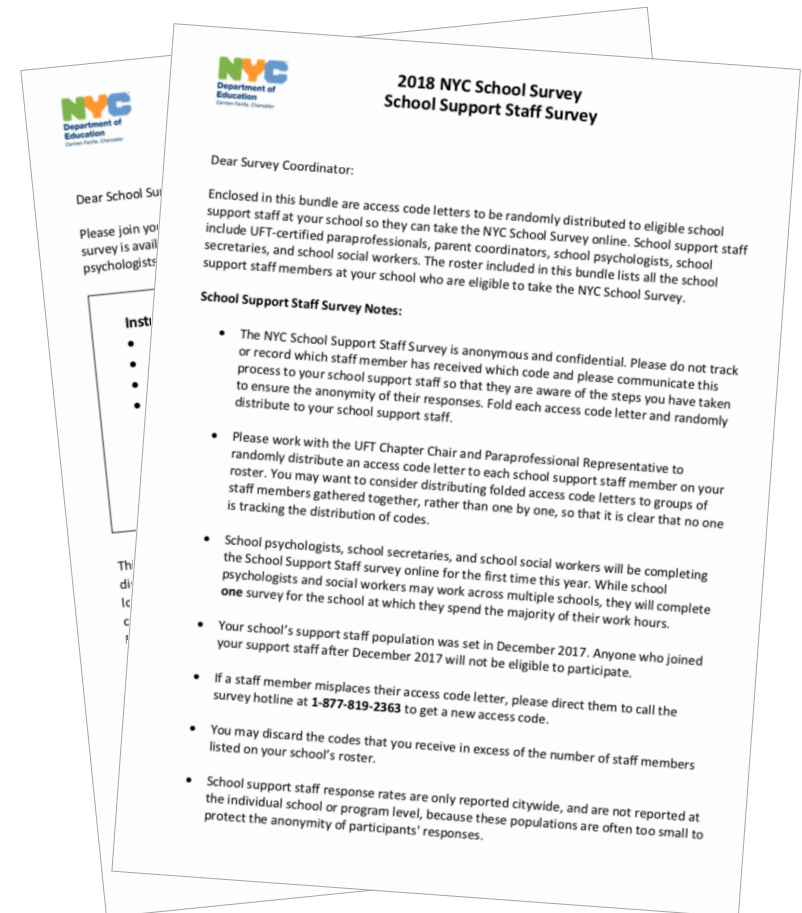 NYC
Department of
Education
Carmen Fariña, Chancellor
2018 NYC School Survey
School Support Staff Survey
Dear Survey Coordinator:
Enclosed in this bundle are access code letters to be randomly distributed to eligible school
support staff at your school so they can take the NYC School Survey online. School support staff
include UFT-certified paraprofessionals, parent coordinators, school psychologists, school
secretaries, and school social workers. The roster included in this bundle lists all the school
support staff members at your school who are eligible to take the NYC School Survey.
School Support Staff Survey Notes:
• The NYC School Support Staff Survey is anonymous and confidential. Please do not track
or record which staff member has received which code and please communicate this
process to your school support staff so that they are aware of the steps you have taken
to ensure the anonymity of their responses. Fold each access code letter and randomly
distribute to your school support staff.
• Please work with the UFT Chapter Chair and Paraprofessional Representative to
randomly distribute an access code letter to each school support staff member on your
roster. You may want to consider distributing folded access code letters to groups of
staff members gathered together, rather than one by one, so that it is clear that no one
is tracking the distribution of codes.
• School psychologists, school secretaries, and school social workers will be completing
the School Support Staff survey online for the first time this year. While school
psychologists and social workers may work across multiple schools, they will complete
one survey for the school at which they spend the majority of their work hours.
• Your school's support staff population was set in December 2017. Anyone who joined
your support staff after December 2017 will not be eligible to participate.
• If a staff member misplaces their access code letter, please direct them to call the
survey hotline at 1-877-819-2363 to get a new access code.
• You may discard the codes that you receive in excess of the number of staff members
listed on your school's roster.
• School support staff response rates are only reported citywide, and are not reported at
the individual school or program level, because these populations are often too small to
protect the anonymity of participants' responses.
NYC
Department of
Education
Carmen Fariña, Chancellor
Dear School Su
Please join yo
survey is avail
psychologists
Inst
Th
di
lo
c